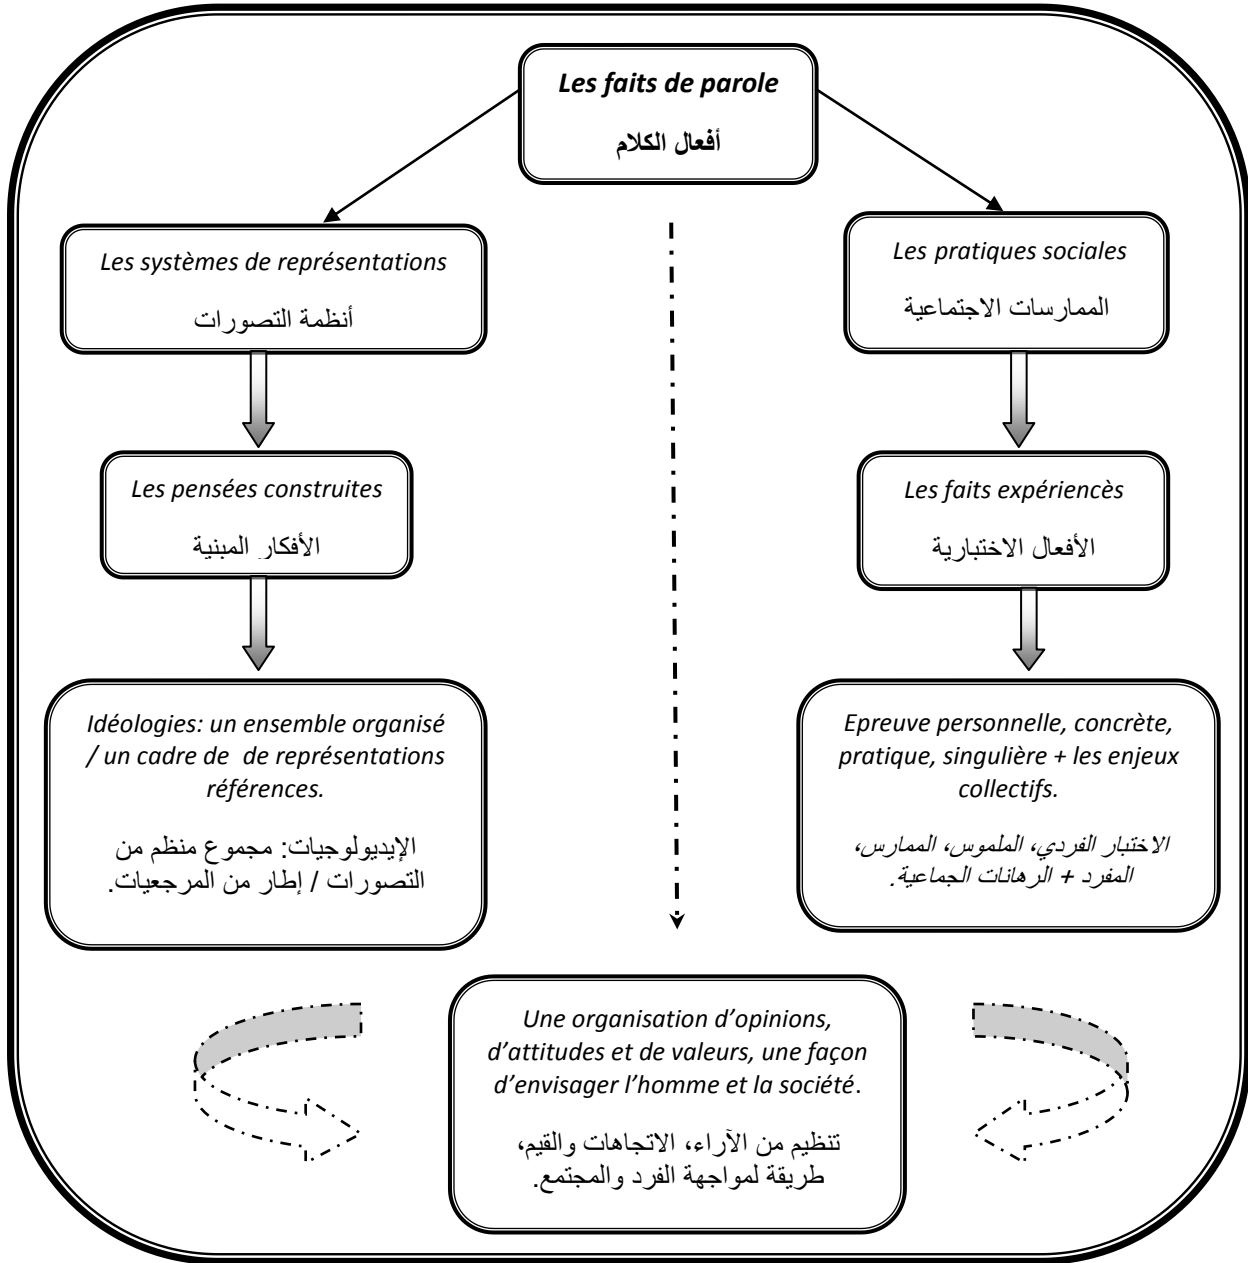 Les faits de parole
أفعال الكلام
Les systèmes de représentations
أنظمة التصورات
Les pratiques sociales
الممارسات الاجتماعية
Les pensées construites
الأفكار المبنية
Les faits expériencès
الأفعال الاختبارية
Idéologies: un ensemble organisé
/ un cadre de de représentations
références.
الإيديولوجيات: مجموع منظم من
التصورات / إطار من المرجعيات.
Epreuve personnelle, concrète,
pratique, singulière + les enjeux
collectifs.
الاختبار الفردي، الملموس، الممارس،
المفرد + الرهانات الجماعية.
Une organisation d’opinions,
d’attitudes et de valeurs, une façon
d’envisager l’homme et la société.
تنظيم من الآراء، الاتجاهات والقيم،
طريقة لمواجهة الفرد والمجتمع.